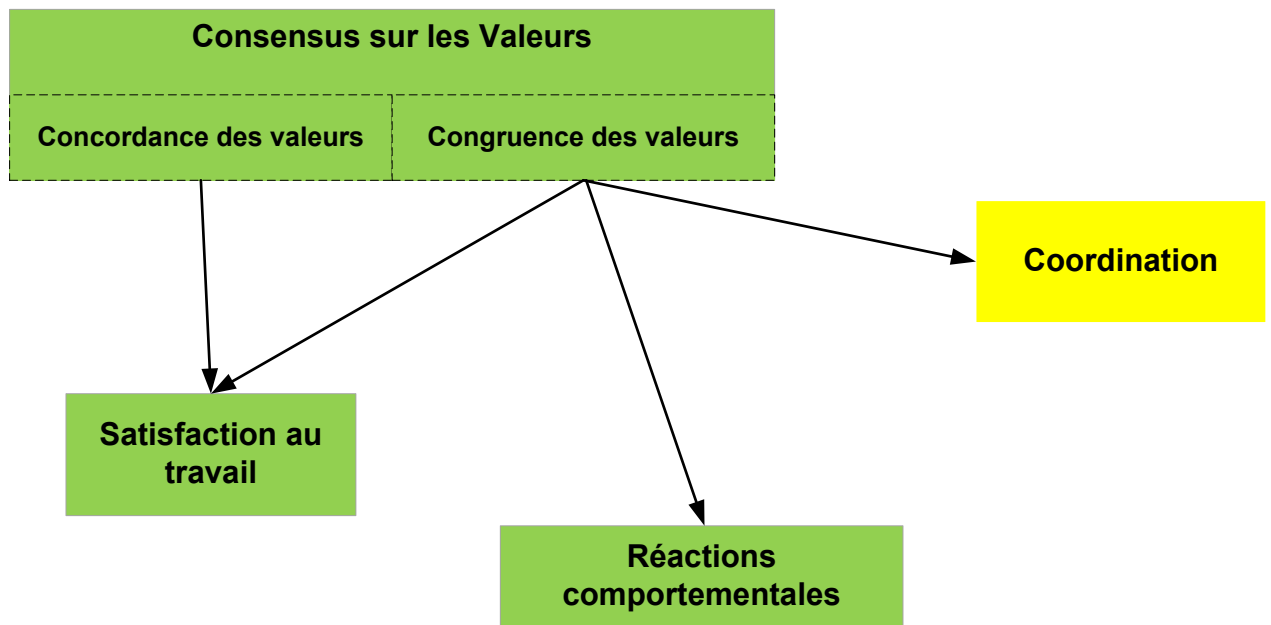 Consensus sur les Valeurs
Concordance des valeurs
Congruence des valeurs
Coordination
Satisfaction au
travail
Réactions
comportementales